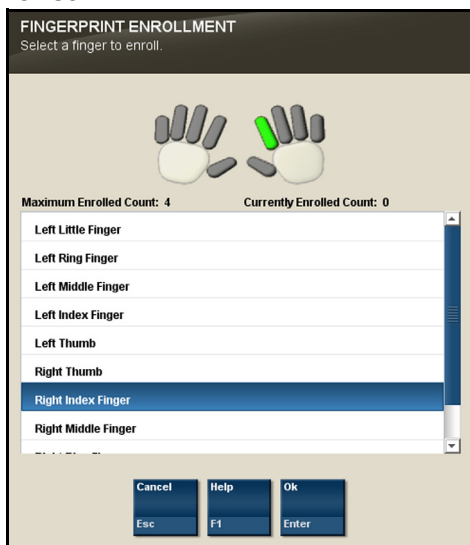 FINGERPRINT ENROLLMENT
Select a finger to enroll.
Maximum Enrolled Count: 4 Currently Enrolled Count: 0
Left Little Finger
Left Ring Finger
Left Middle Finger
Left Index Finger
Left Thumb
Right Thumb
Right Index Finger
Right Middle Finger
Cancel Help Ok
Esc F1 Enter